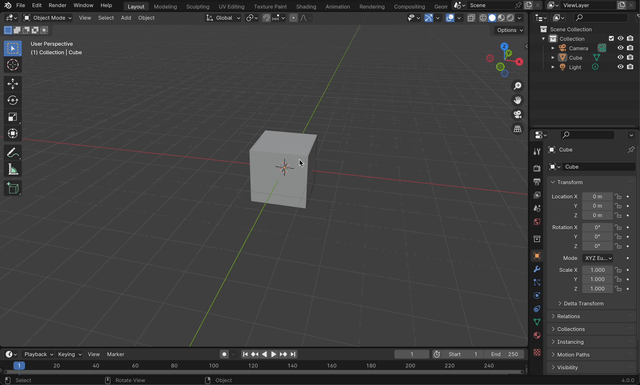 File Edit Render Window Help Layout Modeling Sculpting UV Editing Texture Paint Shading Animation Rendering Scene ViewLayer
Object Mode View Select Add Object Global
Options
User Perspective
(1) Collection | Cube
Z
Scene Collection
Collection
Camera
Cube
Light
Cube
Cube
Transform
Location X 0 m
Y 0 m
Z 0 m
Rotation X 0°
Y 0°
Z 0°
Mode XYZ Eu...
Scale X 1.000
Y 1.000
Z 1.000
Delta Transform
Relations
Collections
Instancing
Motion Paths
Visibility
Playback Keying View Marker 1 Start 1 End 250
1 20 40 60 80 100 120 140 160 180 200 220 240
Select Rotate View Object 4.0.0